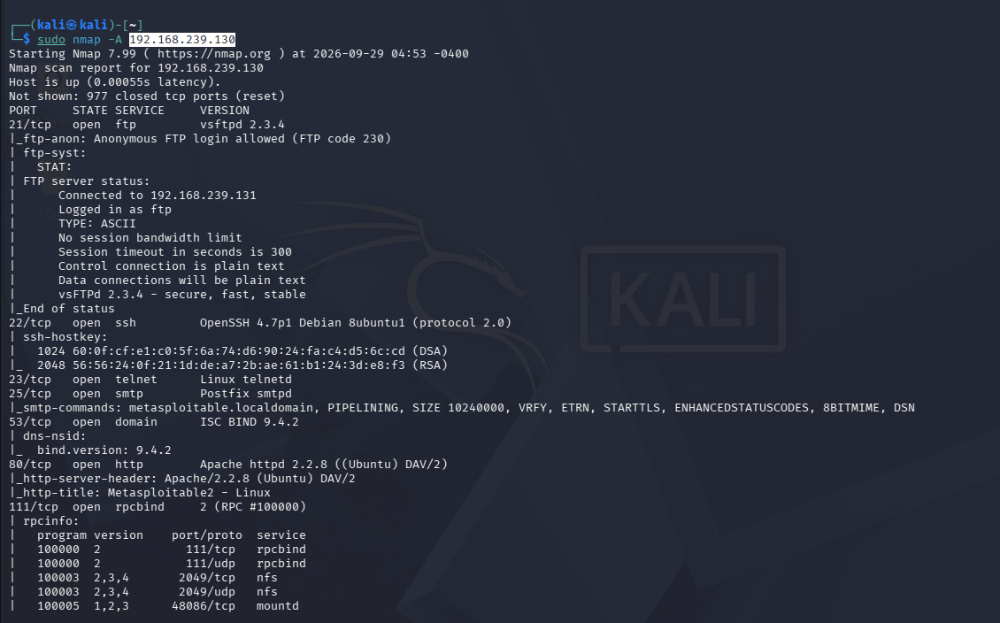 ┌──(kali㉿kali)-[~]
└─$ sudo nmap -A 192.168.239.130
Starting Nmap 7.99 ( https://nmap.org ) at 2026-09-29 04:53 -0400
Nmap scan report for 192.168.239.130
Host is up (0.00055s latency).
Not shown: 977 closed tcp ports (reset)
PORT     STATE SERVICE     VERSION
21/tcp   open  ftp         vsftpd 2.3.4
|_ftp-anon: Anonymous FTP login allowed (FTP code 230)
| ftp-syst:
|   STAT:
| FTP server status:
|      Connected to 192.168.239.131
|      Logged in as ftp
|      TYPE: ASCII
|      No session bandwidth limit
|      Session timeout in seconds is 300
|      Control connection is plain text
|      Data connections will be plain text
|      vsFTPd 2.3.4 - secure, fast, stable
|_End of status
22/tcp   open  ssh         OpenSSH 4.7p1 Debian 8ubuntu1 (protocol 2.0)
| ssh-hostkey:
|   1024 60:0f:cf:e1:c0:5f:6a:74:d6:90:24:fa:c4:d5:6c:cd (DSA)
|_  2048 56:56:24:0f:21:1d:de:a7:2b:ae:61:b1:24:3d:e8:f3 (RSA)
23/tcp   open  telnet      Linux telnetd
25/tcp   open  smtp        Postfix smtpd
|_smtp-commands: metasploitable.localdomain, PIPELINING, SIZE 10240000, VRFY, ETRN, STARTTLS, ENHANCEDSTATUSCODES, 8BITMIME, DSN
53/tcp   open  domain      ISC BIND 9.4.2
| dns-nsid:
|_  bind.version: 9.4.2
80/tcp   open  http        Apache httpd 2.2.8 ((Ubuntu) DAV/2)
|_http-server-header: Apache/2.2.8 (Ubuntu) DAV/2
|_http-title: Metasploitable2 - Linux
111/tcp  open  rpcbind     2 (RPC #100000)
| rpcinfo:
|   program version    port/proto  service
|   100000  2            111/tcp   rpcbind
|   100000  2            111/udp   rpcbind
|   100003  2,3,4       2049/tcp   nfs
|   100003  2,3,4       2049/udp   nfs
|   100005  1,2,3      48086/tcp   mountd
KALI